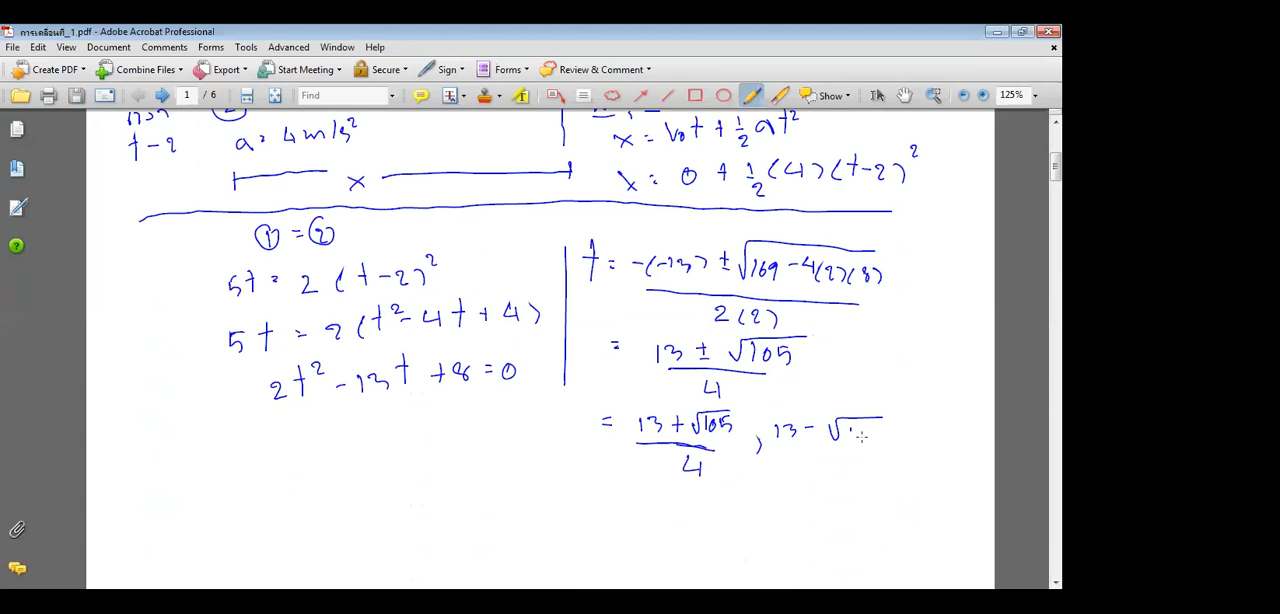 การเคลื่อนที่_1.pdf - Adobe Acrobat Professional
File Edit View Document Comments Forms Tools Advanced Window Help
Create PDF Combine Files Export Start Meeting Secure Sign Forms Review & Comment
1 / 6 Find Show 125%
t-2 a = 4 m/s²
x
x = V₀t + ½at²
x = 0 + ½(4)(t-2)²
① = ②
5t = 2(t-2)²
5t = 2(t² - 4t + 4)
2t² - 13t + 8 = 0
t = -(-13) ± √169 - 4(2)(8)
2(2)
= 13 ± √105
4
= 13 + √105 , 13 - √
4